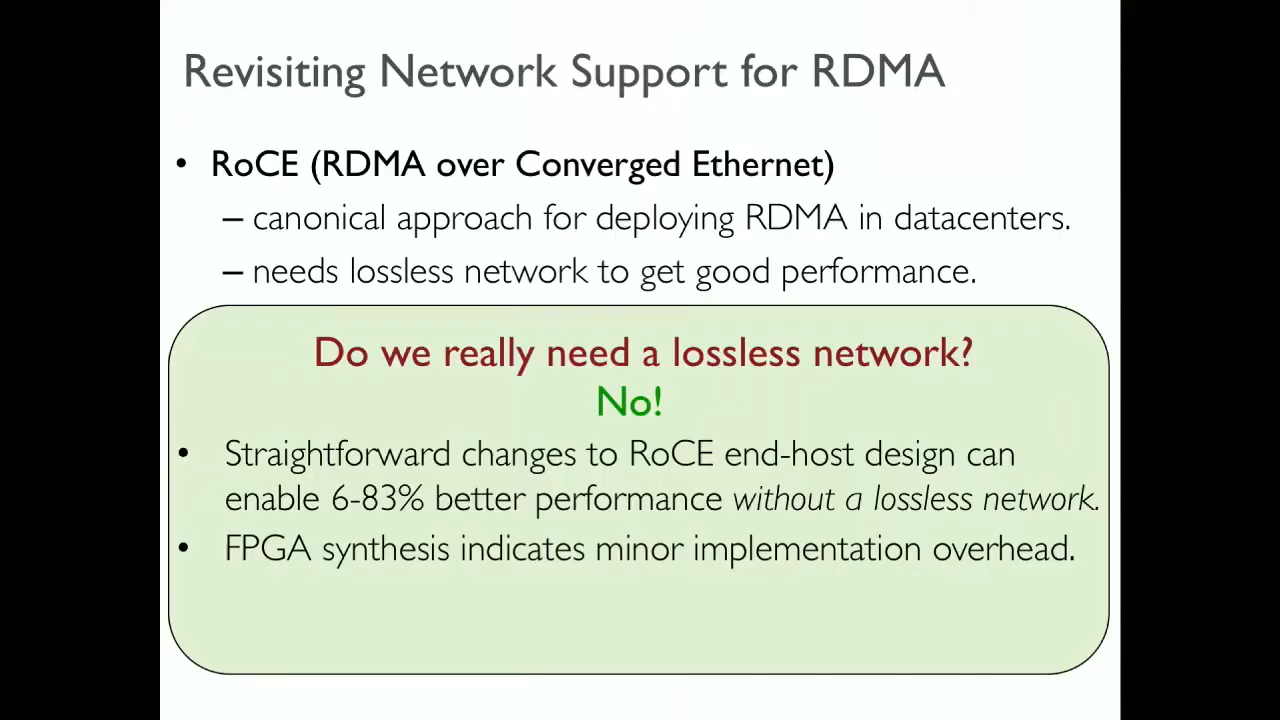 Revisiting Network Support for RDMA
• RoCE (RDMA over Converged Ethernet)
– canonical approach for deploying RDMA in datacenters.
– needs lossless network to get good performance.
Do we really need a lossless network?
No!
• Straightforward changes to RoCE end-host design can
enable 6-83% better performance without a lossless network.
• FPGA synthesis indicates minor implementation overhead.